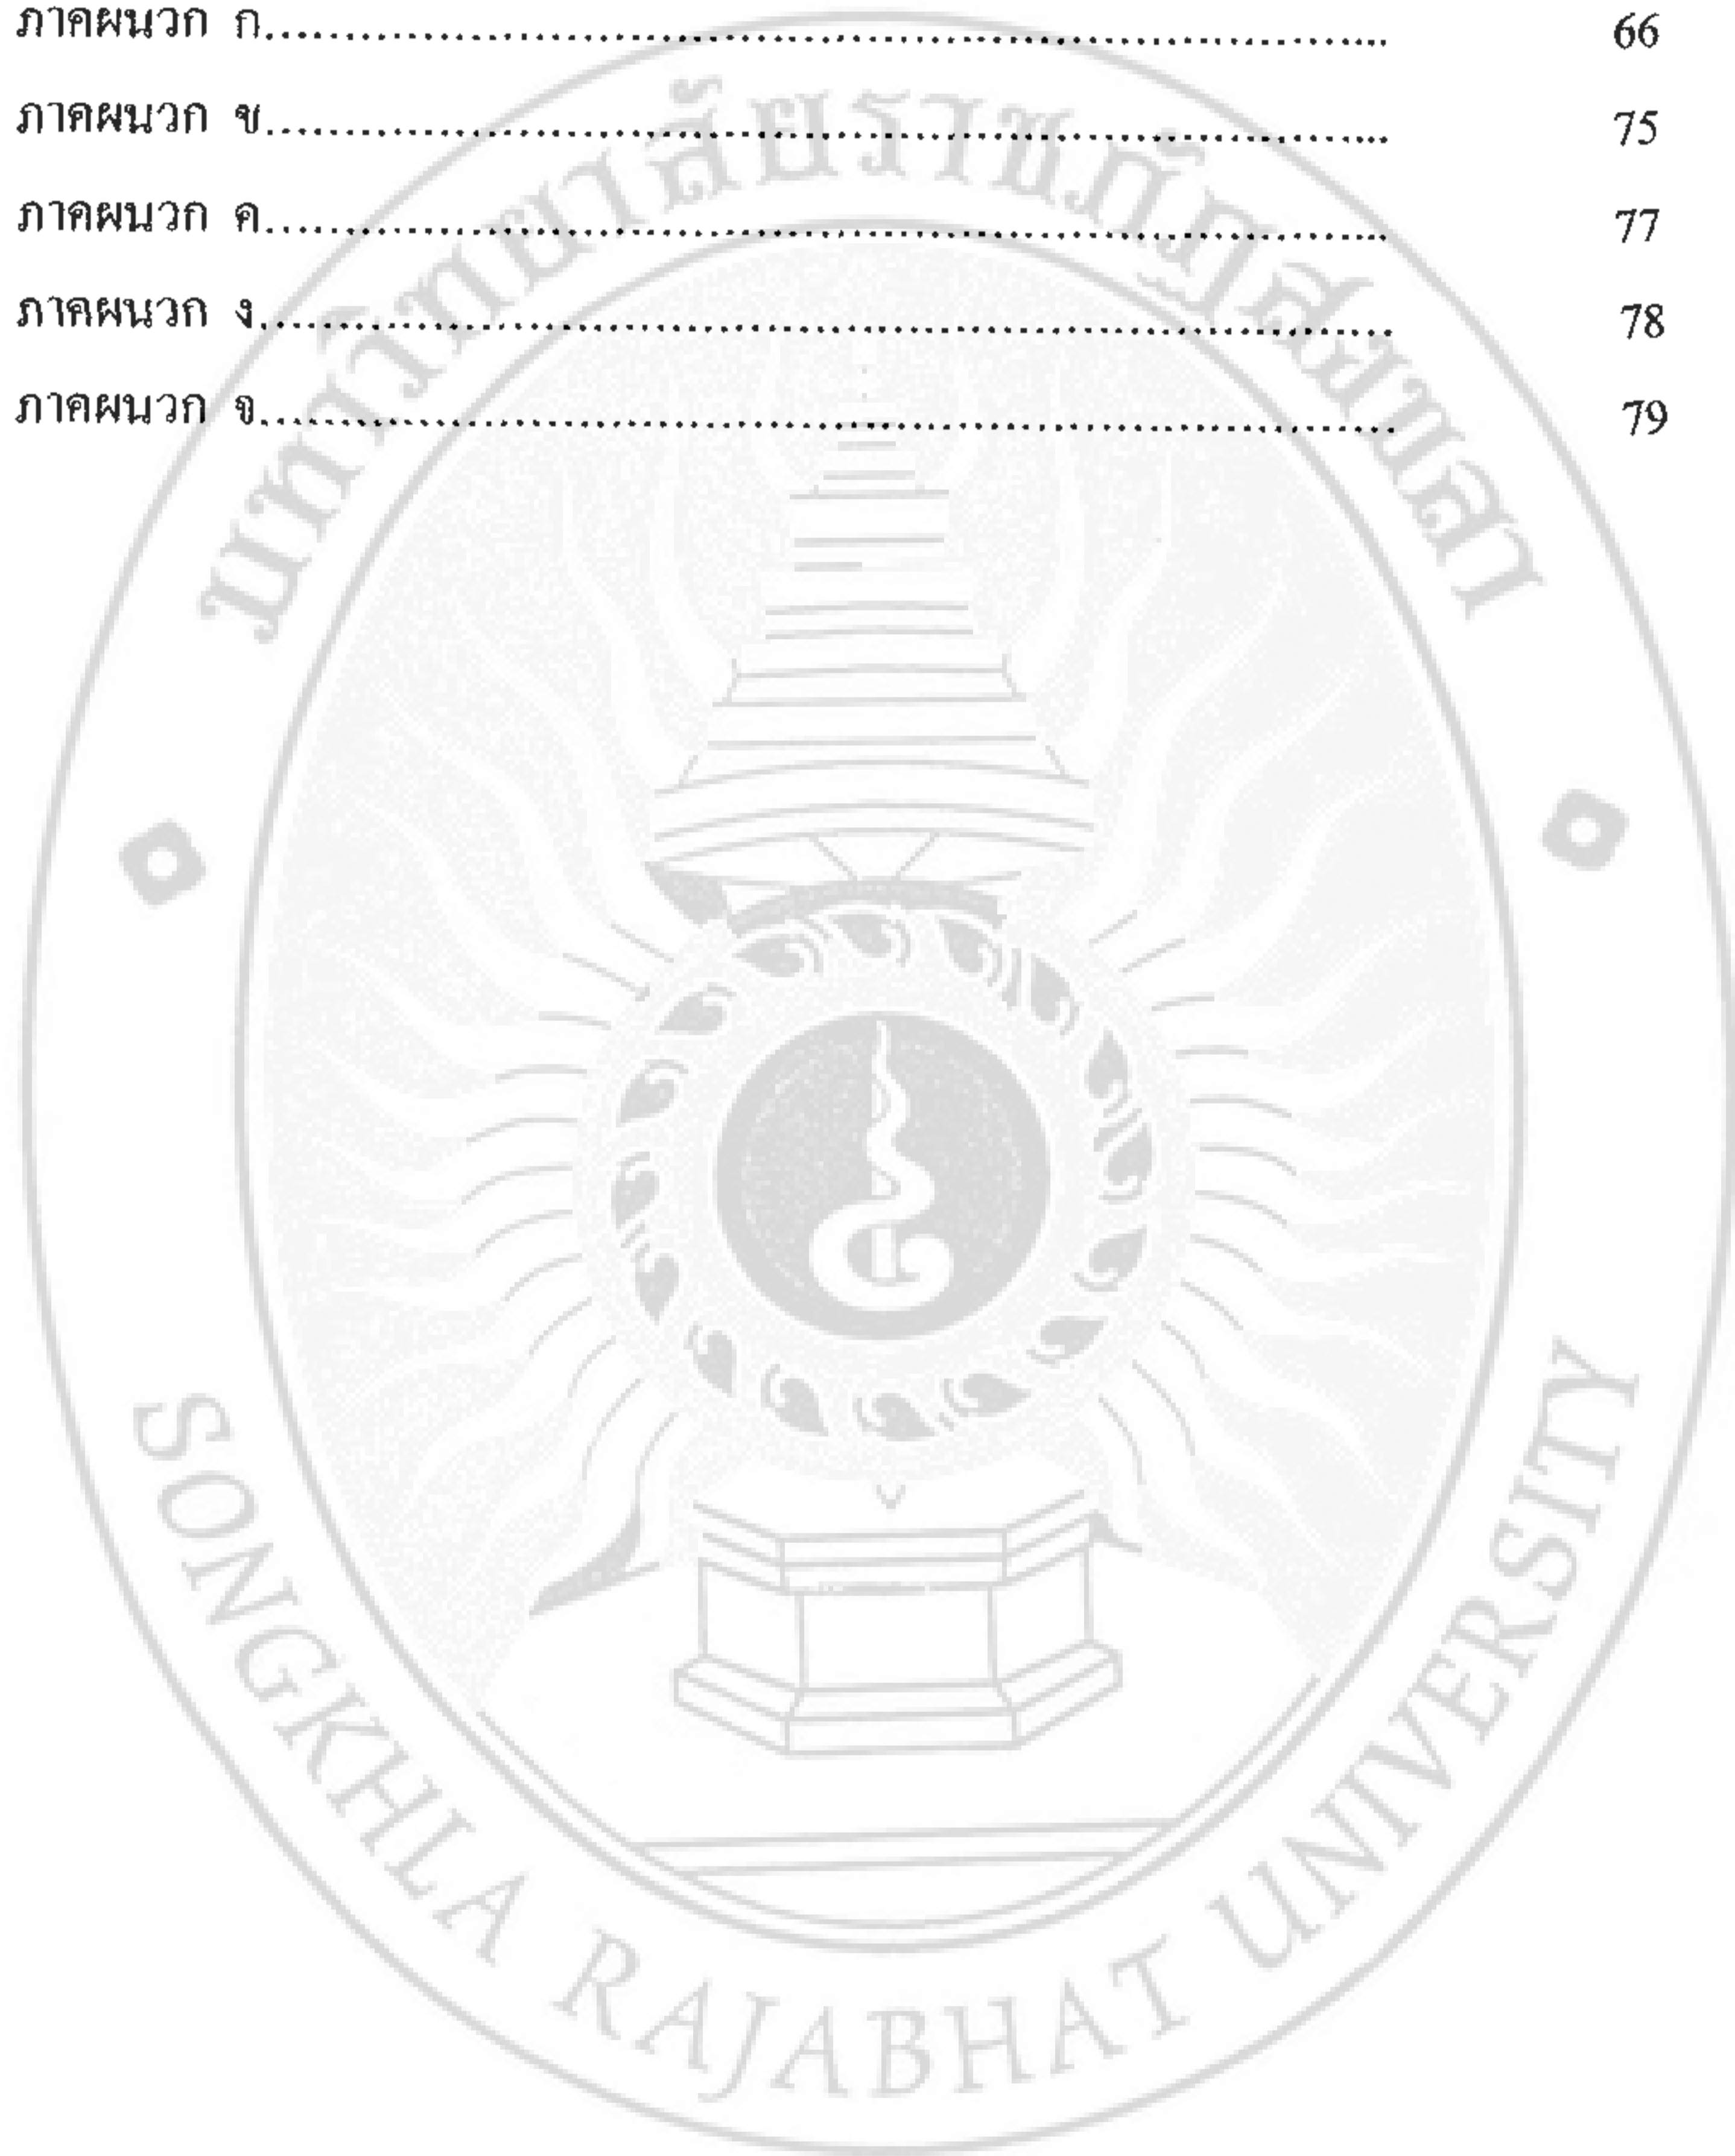 ภาคผนวก ก........................................................................ 66
ภาคผนวก ข........................................................................ 75
ภาคผนวก ค........................................................................ 77
ภาคผนวก ง........................................................................ 78
ภาคผนวก จ........................................................................ 79
มหาวิทยาลัยราชภัฏสงขลา
SONGKHLA RAJABHAT UNIVERSITY